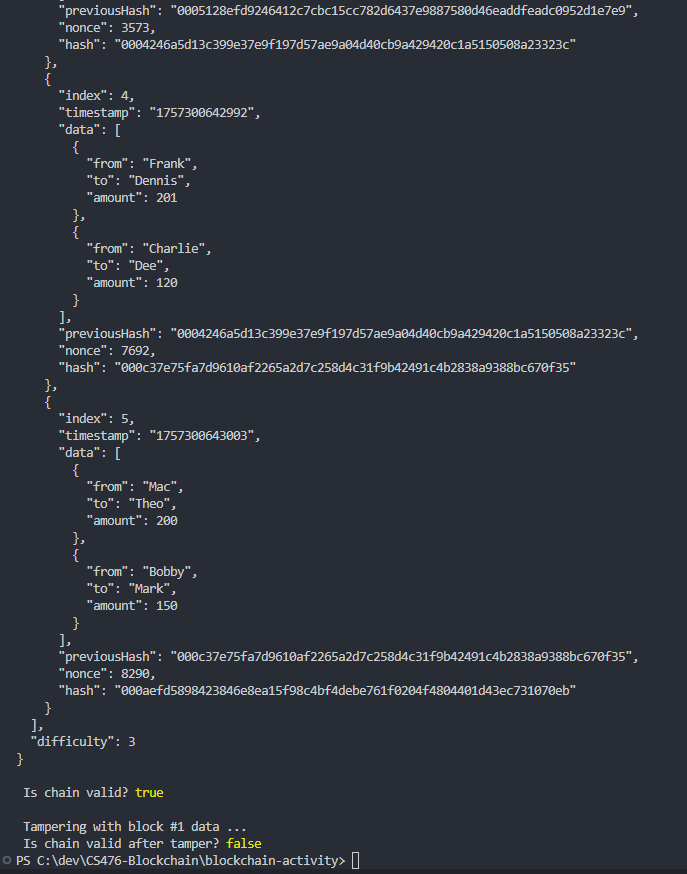 "previousHash": "0005128efd9246412c7cbc15cc782d6437e9887580d46eaddfeadc0952d1e7e9",
"nonce": 3573,
"hash": "0004246a5d13c399e37e9f197d57ae9a04d40cb9a429420c1a5150508a23323c"
},
{
"index": 4,
"timestamp": "1757300642992",
"data": [
{
"from": "Frank",
"to": "Dennis",
"amount": 201
},
{
"from": "Charlie",
"to": "Dee",
"amount": 120
}
],
"previousHash": "0004246a5d13c399e37e9f197d57ae9a04d40cb9a429420c1a5150508a23323c",
"nonce": 7692,
"hash": "000c37e75fa7d9610af2265a2d7c258d4c31f9b42491c4b2838a9388bc670f35"
},
{
"index": 5,
"timestamp": "1757300643003",
"data": [
{
"from": "Mac",
"to": "Theo",
"amount": 200
},
{
"from": "Bobby",
"to": "Mark",
"amount": 150
}
],
"previousHash": "000c37e75fa7d9610af2265a2d7c258d4c31f9b42491c4b2838a9388bc670f35",
"nonce": 8290,
"hash": "000aefd5898423846e8ea15f98c4bf4debe761f0204f4804401d43ec731070eb"
}
],
"difficulty": 3
}
Is chain valid? true
Tampering with block #1 data ...
Is chain valid after tamper? false
PS C:\dev\CS476-Blockchain\blockchain-activity>